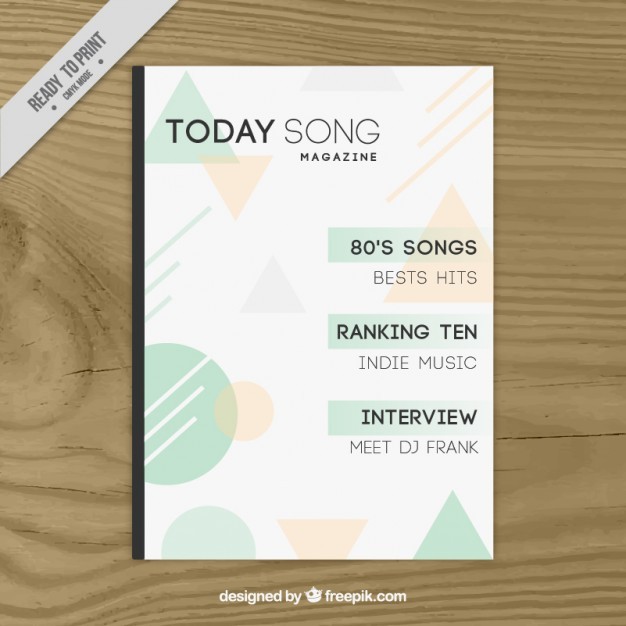 READY TO PRINT
CMYK MODE
TODAY SONG
MAGAZINE
80'S SONGS
BESTS HITS
RANKING TEN
INDIE MUSIC
INTERVIEW
MEET DJ FRANK
designed by freepik.com